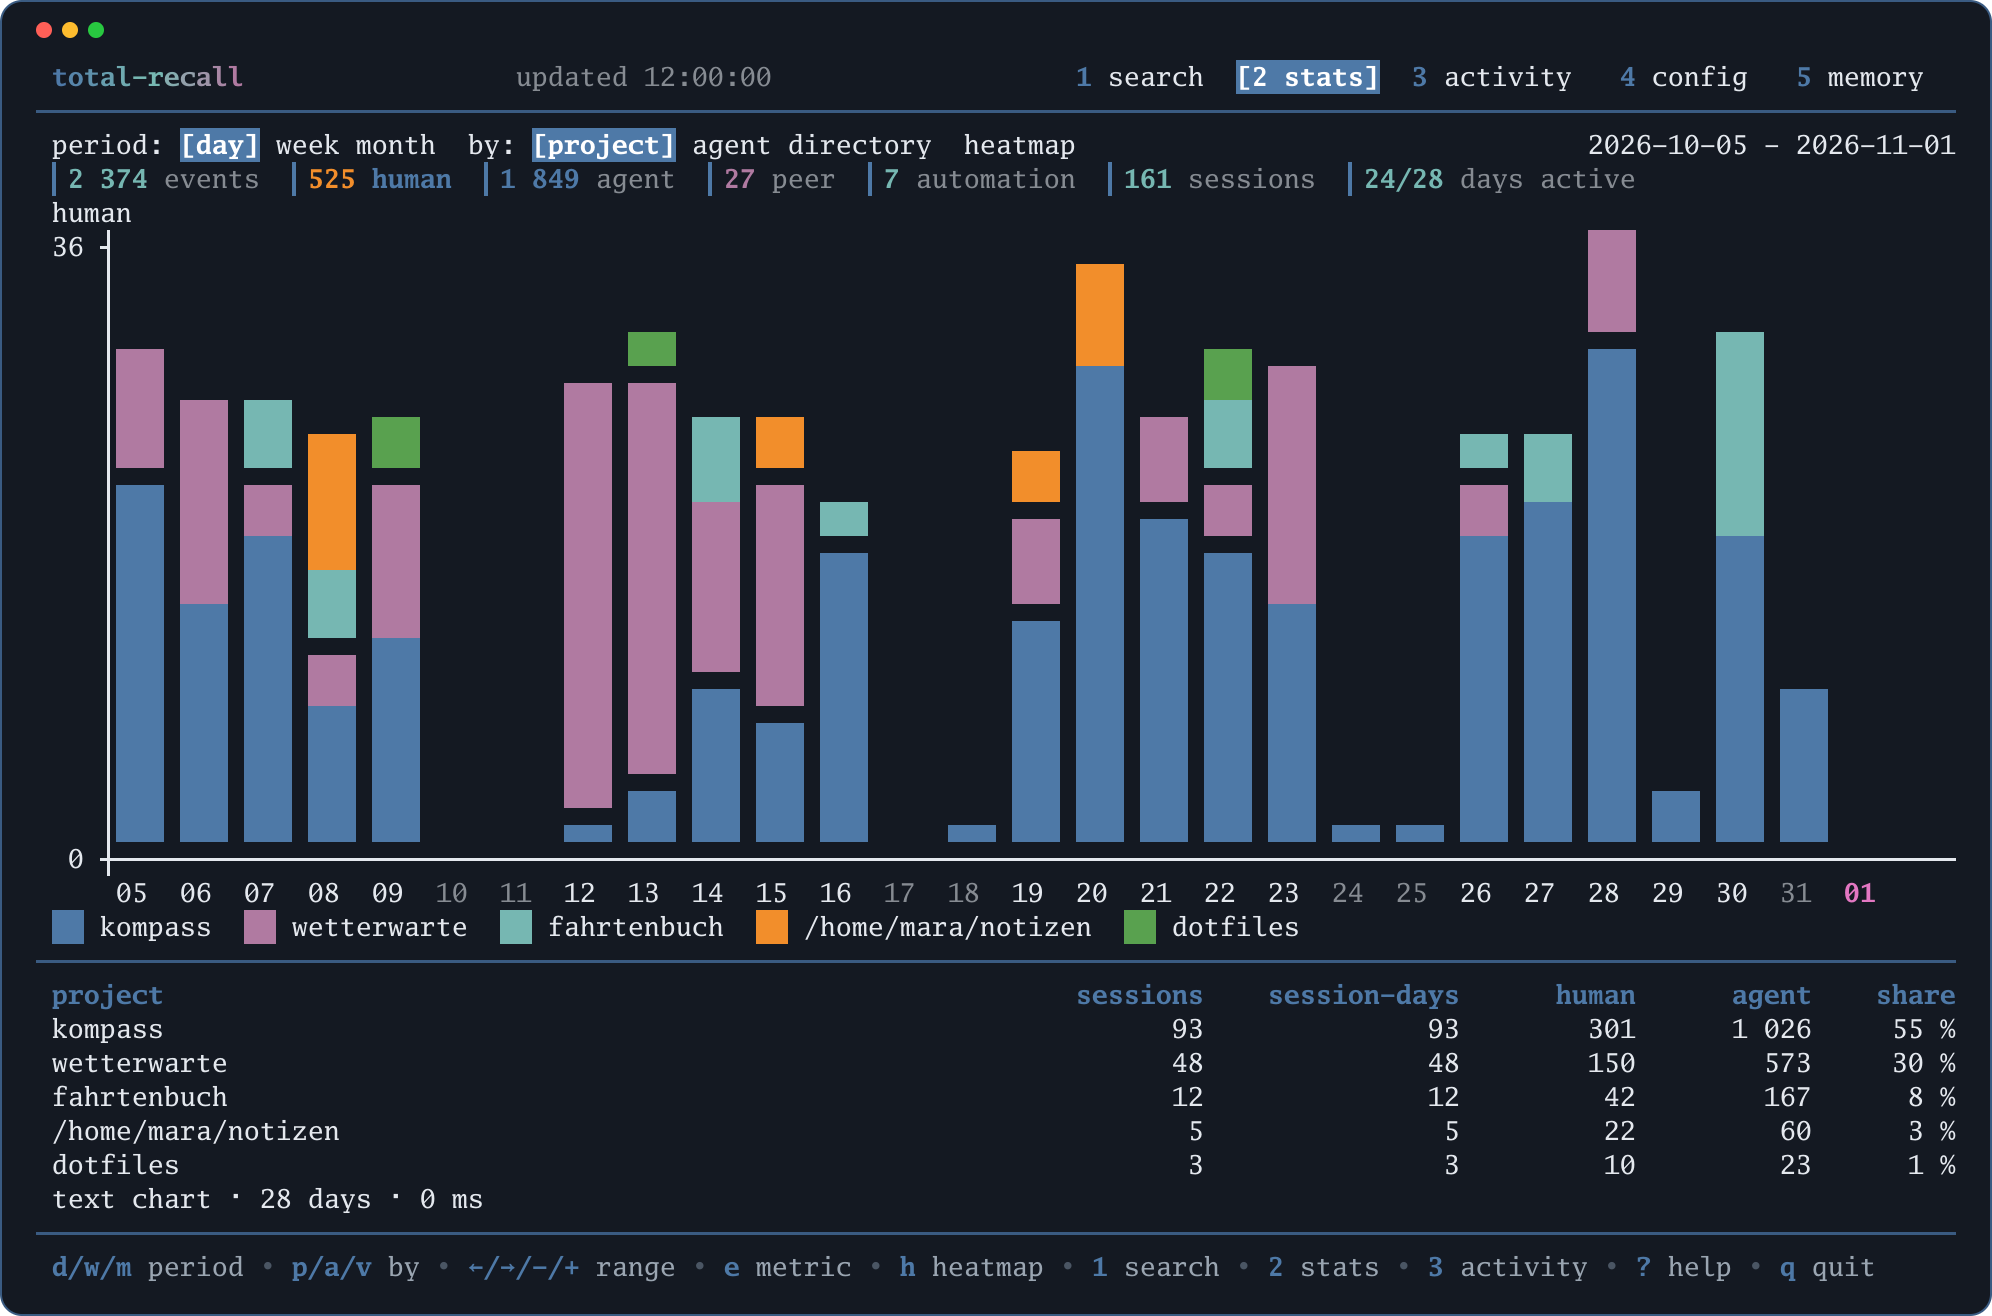 total-recall updated 12:00:00 1 search [2 stats] 3 activity 4 config 5 memory
period: [day] week month by: [project] agent directory heatmap 2026-10-05 – 2026-11-01
2 374 events 525 human 1 849 agent 27 peer 7 automation 161 sessions 24/28 days active
human
36
0
05 06 07 08 09 10 11 12 13 14 15 16 17 18 19 20 21 22 23 24 25 26 27 28 29 30 31 01
kompass wetterwarte fahrtenbuch /home/mara/notizen dotfiles
project sessions session-days human agent share
kompass 93 93 301 1 026 55 %
wetterwarte 48 48 150 573 30 %
fahrtenbuch 12 12 42 167 8 %
/home/mara/notizen 5 5 22 60 3 %
dotfiles 3 3 10 23 1 %
text chart · 28 days · 0 ms
d/w/m period • p/a/v by • ←/→/-/+ range • e metric • h heatmap • 1 search • 2 stats • 3 activity • ? help • q quit